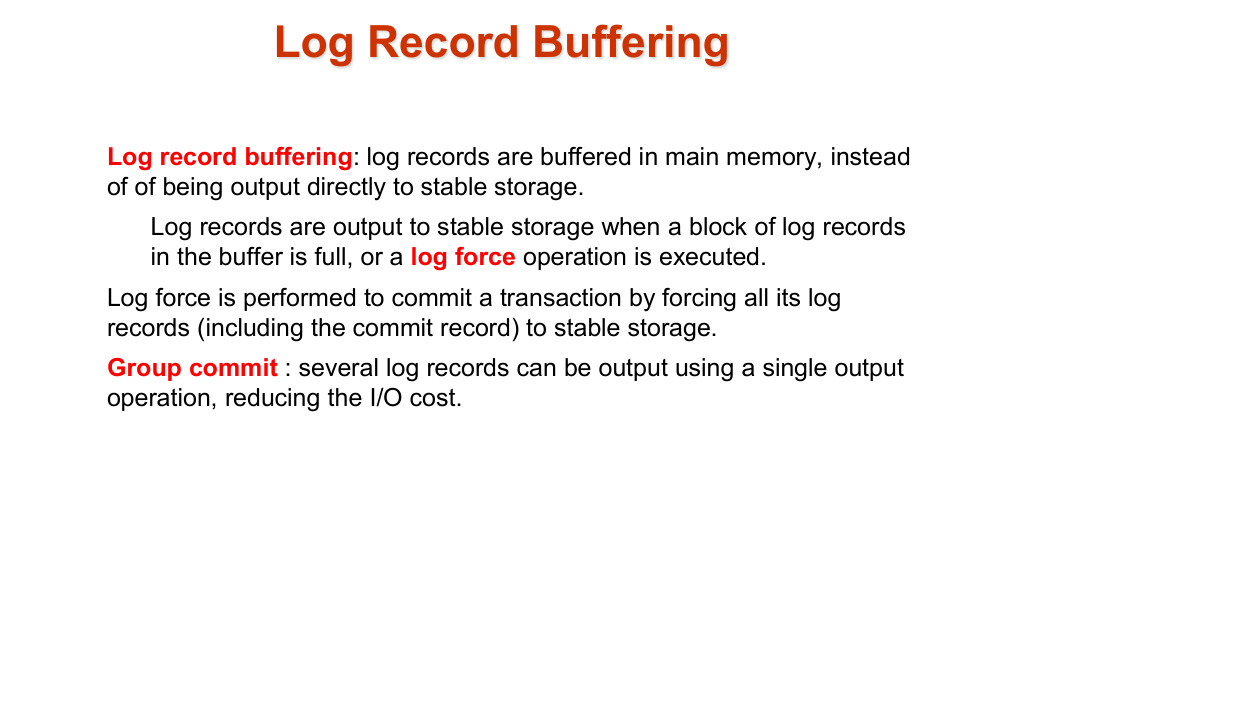 Log Record Buffering
Log record buffering: log records are buffered in main memory, instead
of of being output directly to stable storage.
Log records are output to stable storage when a block of log records
in the buffer is full, or a log force operation is executed.
Log force is performed to commit a transaction by forcing all its log
records (including the commit record) to stable storage.
Group commit : several log records can be output using a single output
operation, reducing the I/O cost.